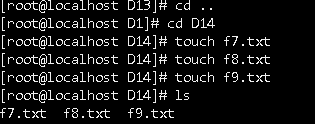 [root@localhost D13]# cd ..
[root@localhost D1]# cd D14
[root@localhost D14]# touch f7.txt
[root@localhost D14]# touch f8.txt
[root@localhost D14]# touch f9.txt
[root@localhost D14]# ls
f7.txt  f8.txt  f9.txt